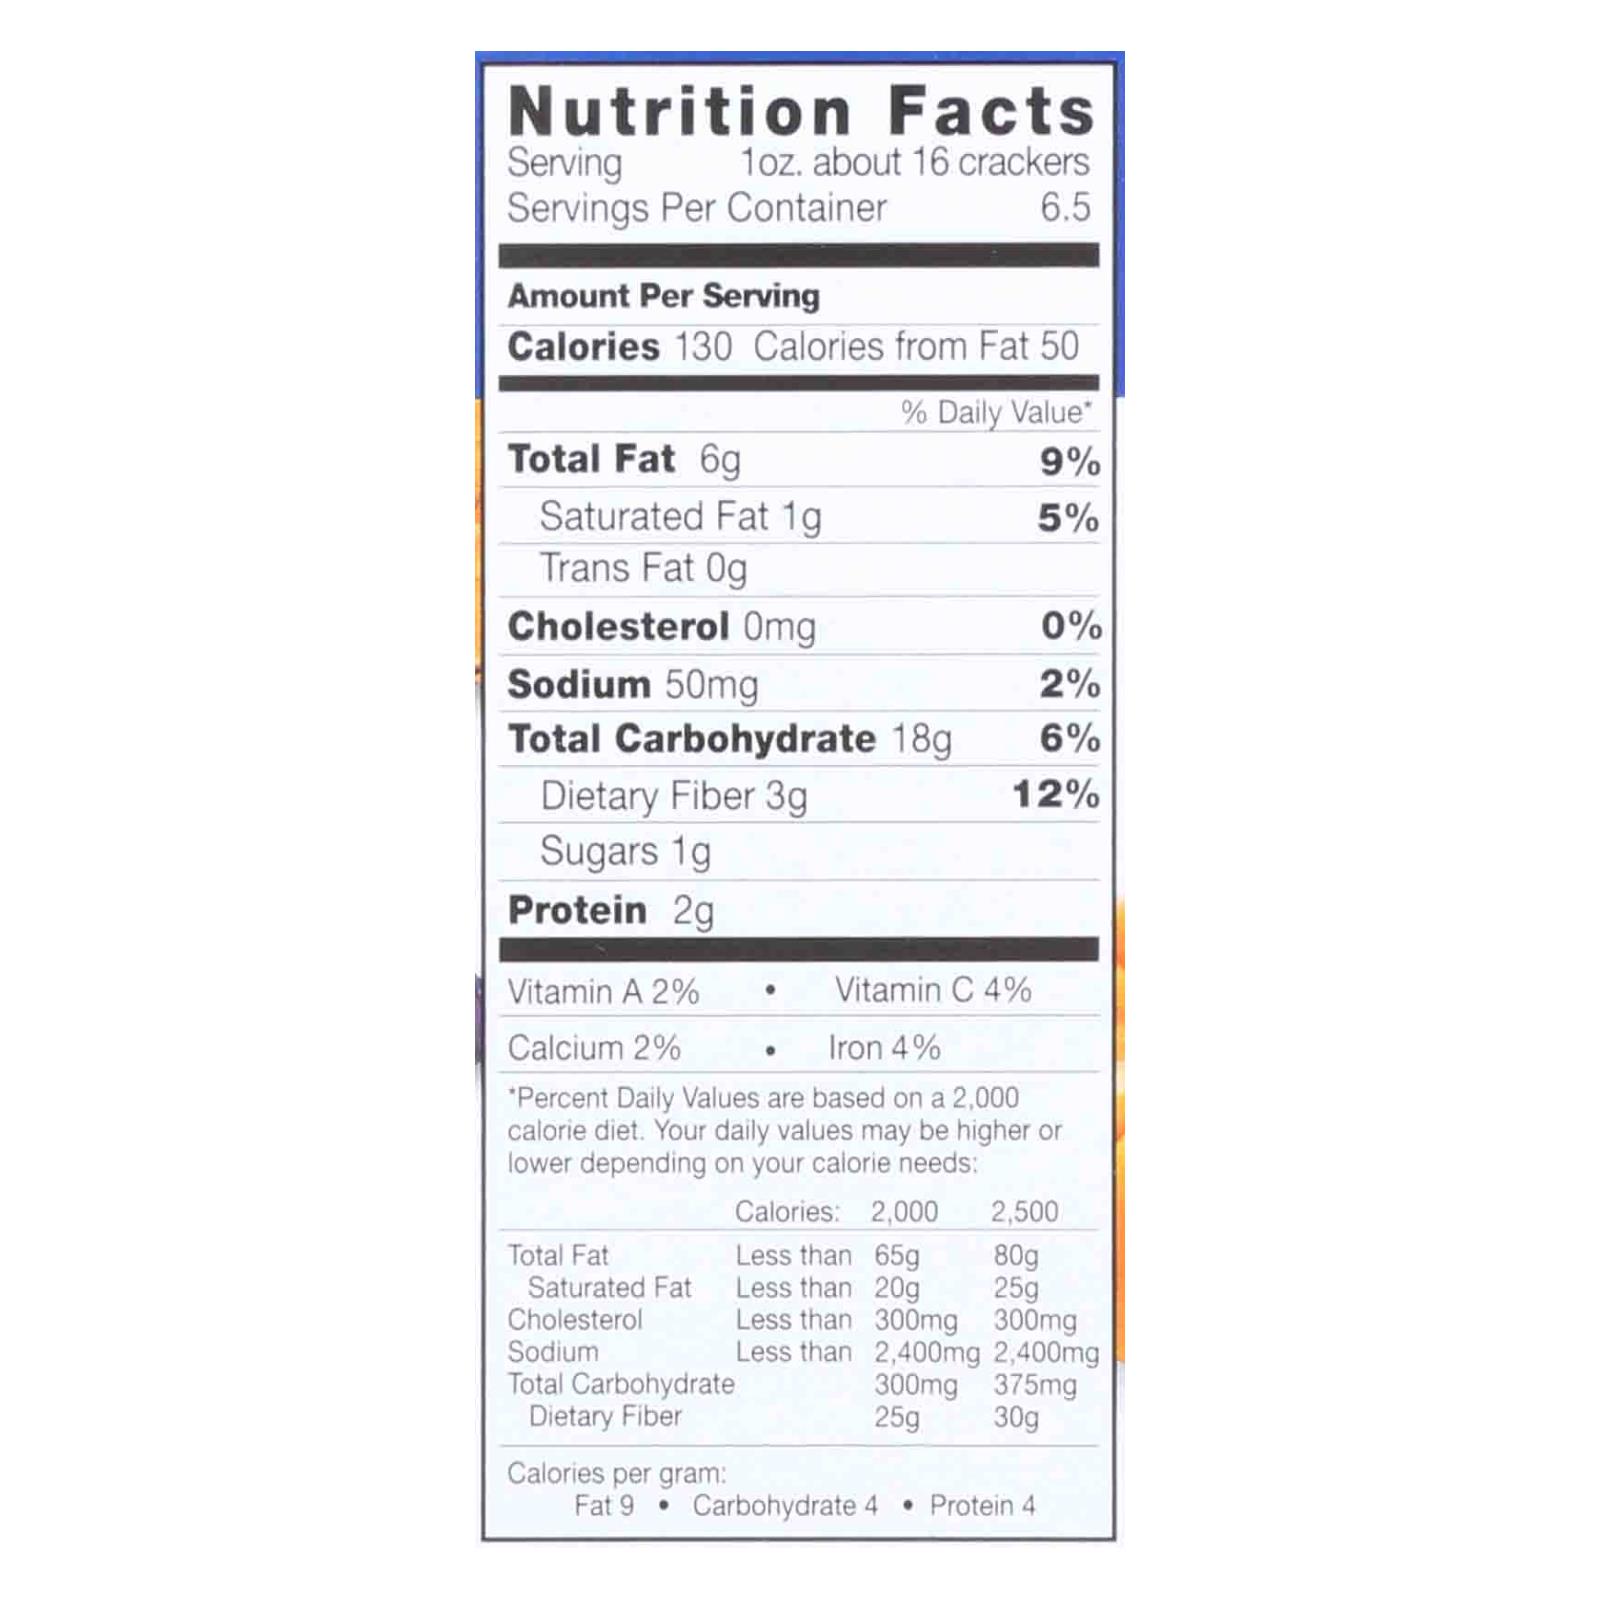 Nutrition Facts
Serving 1oz. about 16 crackers
Servings Per Container 6.5
Amount Per Serving
Calories 130 Calories from Fat 50
% Daily Value*
Total Fat 6g 9%
Saturated Fat 1g 5%
Trans Fat 0g
Cholesterol 0mg 0%
Sodium 50mg 2%
Total Carbohydrate 18g 6%
Dietary Fiber 3g 12%
Sugars 1g
Protein 2g
Vitamin A 2% • Vitamin C 4%
Calcium 2% • Iron 4%
*Percent Daily Values are based on a 2,000
calorie diet. Your daily values may be higher or
lower depending on your calorie needs:
Calories: 2,000 2,500
Total Fat Less than 65g 80g
Saturated Fat Less than 20g 25g
Cholesterol Less than 300mg 300mg
Sodium Less than 2,400mg 2,400mg
Total Carbohydrate 300mg 375mg
Dietary Fiber 25g 30g
Calories per gram:
Fat 9 • Carbohydrate 4 • Protein 4